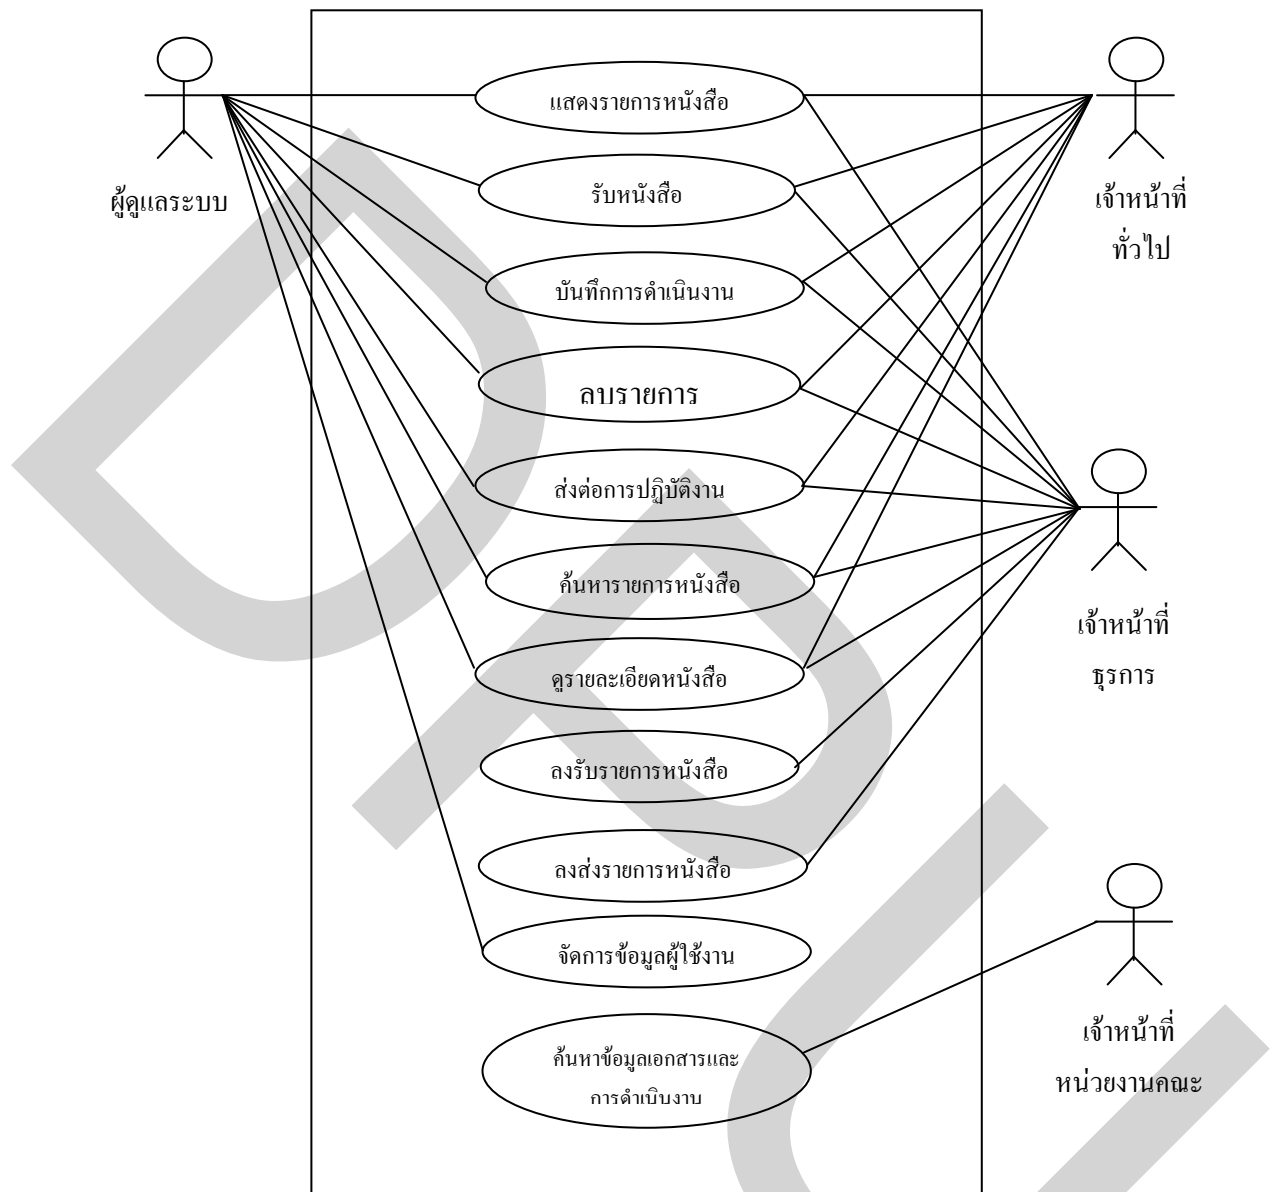 แสดงรายการหนังสือ
ผู้ดูแลระบบ
รับหนังสือ
เจ้าหน้าที่
ทั่วไป
บันทึกการดำเนินงาน
ลบรายการ
ส่งต่อการปฏิบัติงาน
ค้นหารายการหนังสือ
เจ้าหน้าที่
ธุรการ
ดูรายละเอียดหนังสือ
ลงรับรายการหนังสือ
ลงส่งรายการหนังสือ
จัดการข้อมูลผู้ใช้งาน
เจ้าหน้าที่
หน่วยงานคณะ
ค้นหาข้อมูลเอกสารและ
การดำเนินงาน